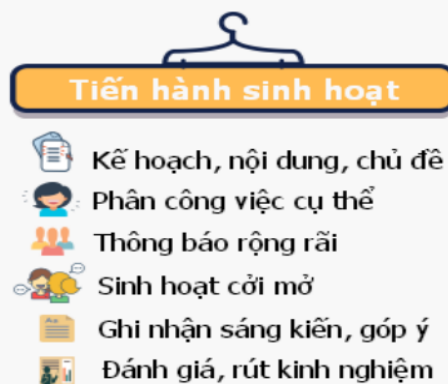 Tiến hành sinh hoạt
Kế hoạch, nội dung, chủ đề
Phân công việc cụ thể
Thông báo rộng rãi
Sinh hoạt cởi mở
Ghi nhận sáng kiến, góp ý
Đánh giá, rút kinh nghiệm